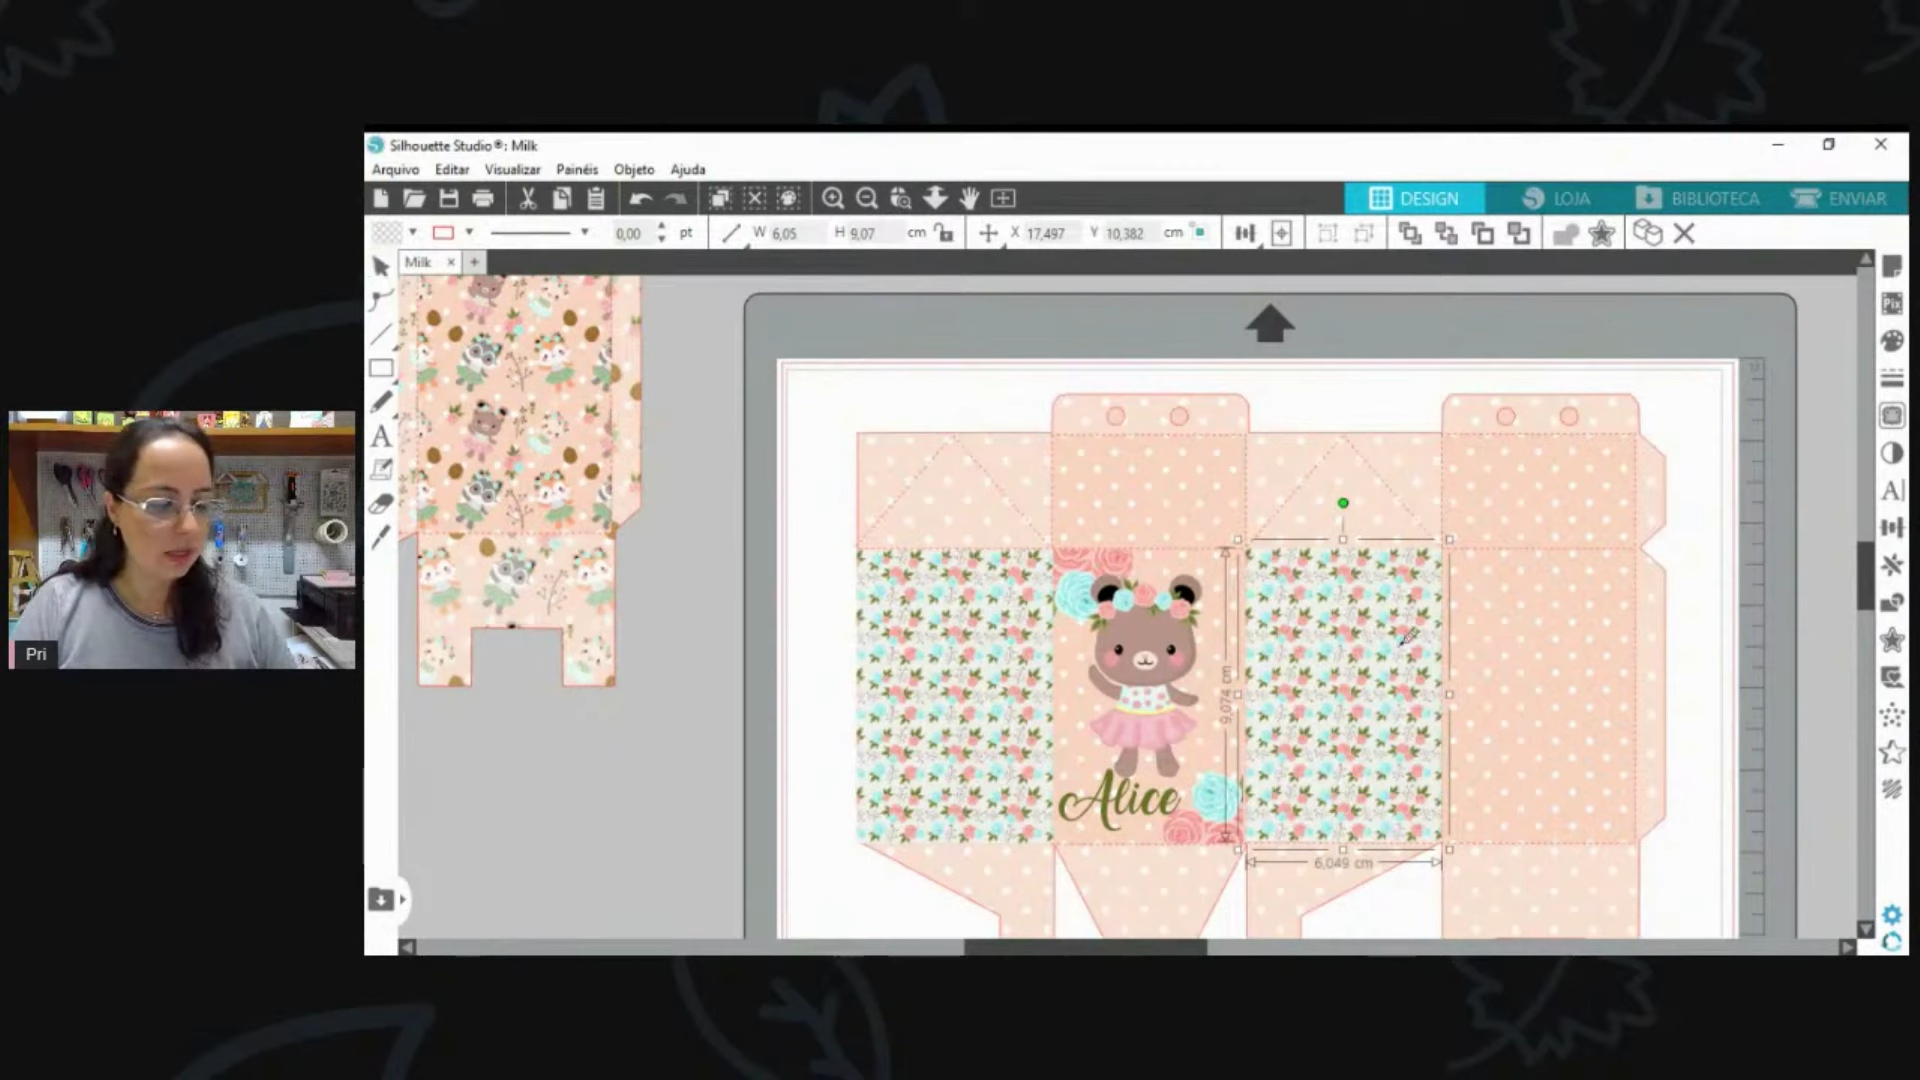 Silhouette Studio®: Milk
Arquivo Editar Visualizar Painéis Objeto Ajuda
DESIGN LOJA BIBLIOTECA ENVIAR
0,00 pt W 6,05 H 9,07 cm X 17,497 Y 10,382 cm
Milk × +
Pix
A
A
9,074 cm
Alice
6,049 cm
Pri